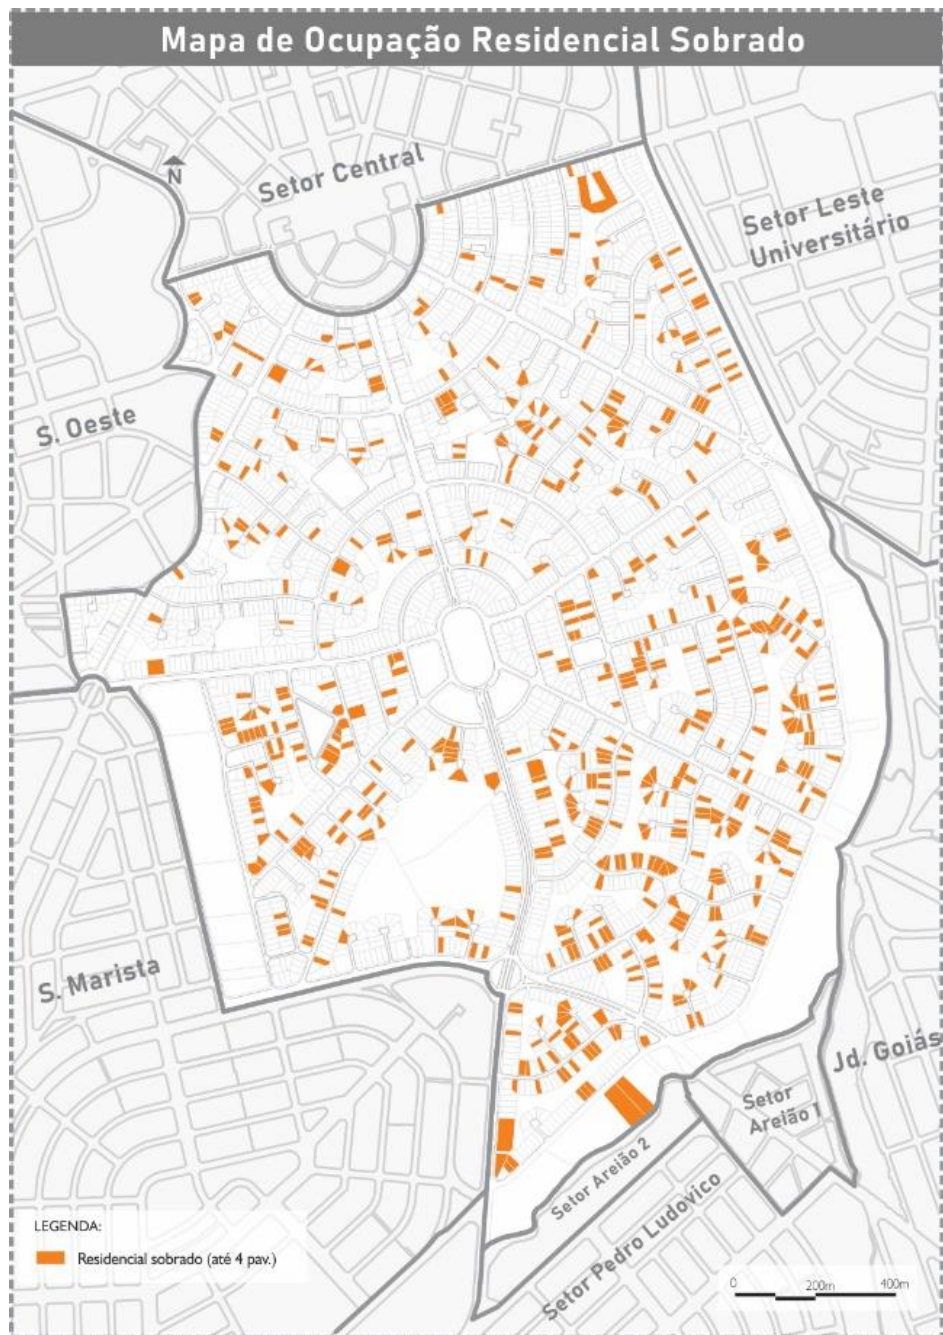 Mapa de Ocupação Residencial Sobrado
N
Setor Central
Setor Leste
Universitário
S. Oeste
S. Marista
Jd. Goiás
Setor
Areião 1
Setor Areião 2
Setor Pedro Ludovico
LEGENDA:
Residencial sobrado (até 4 pav.)
0 200m 400m